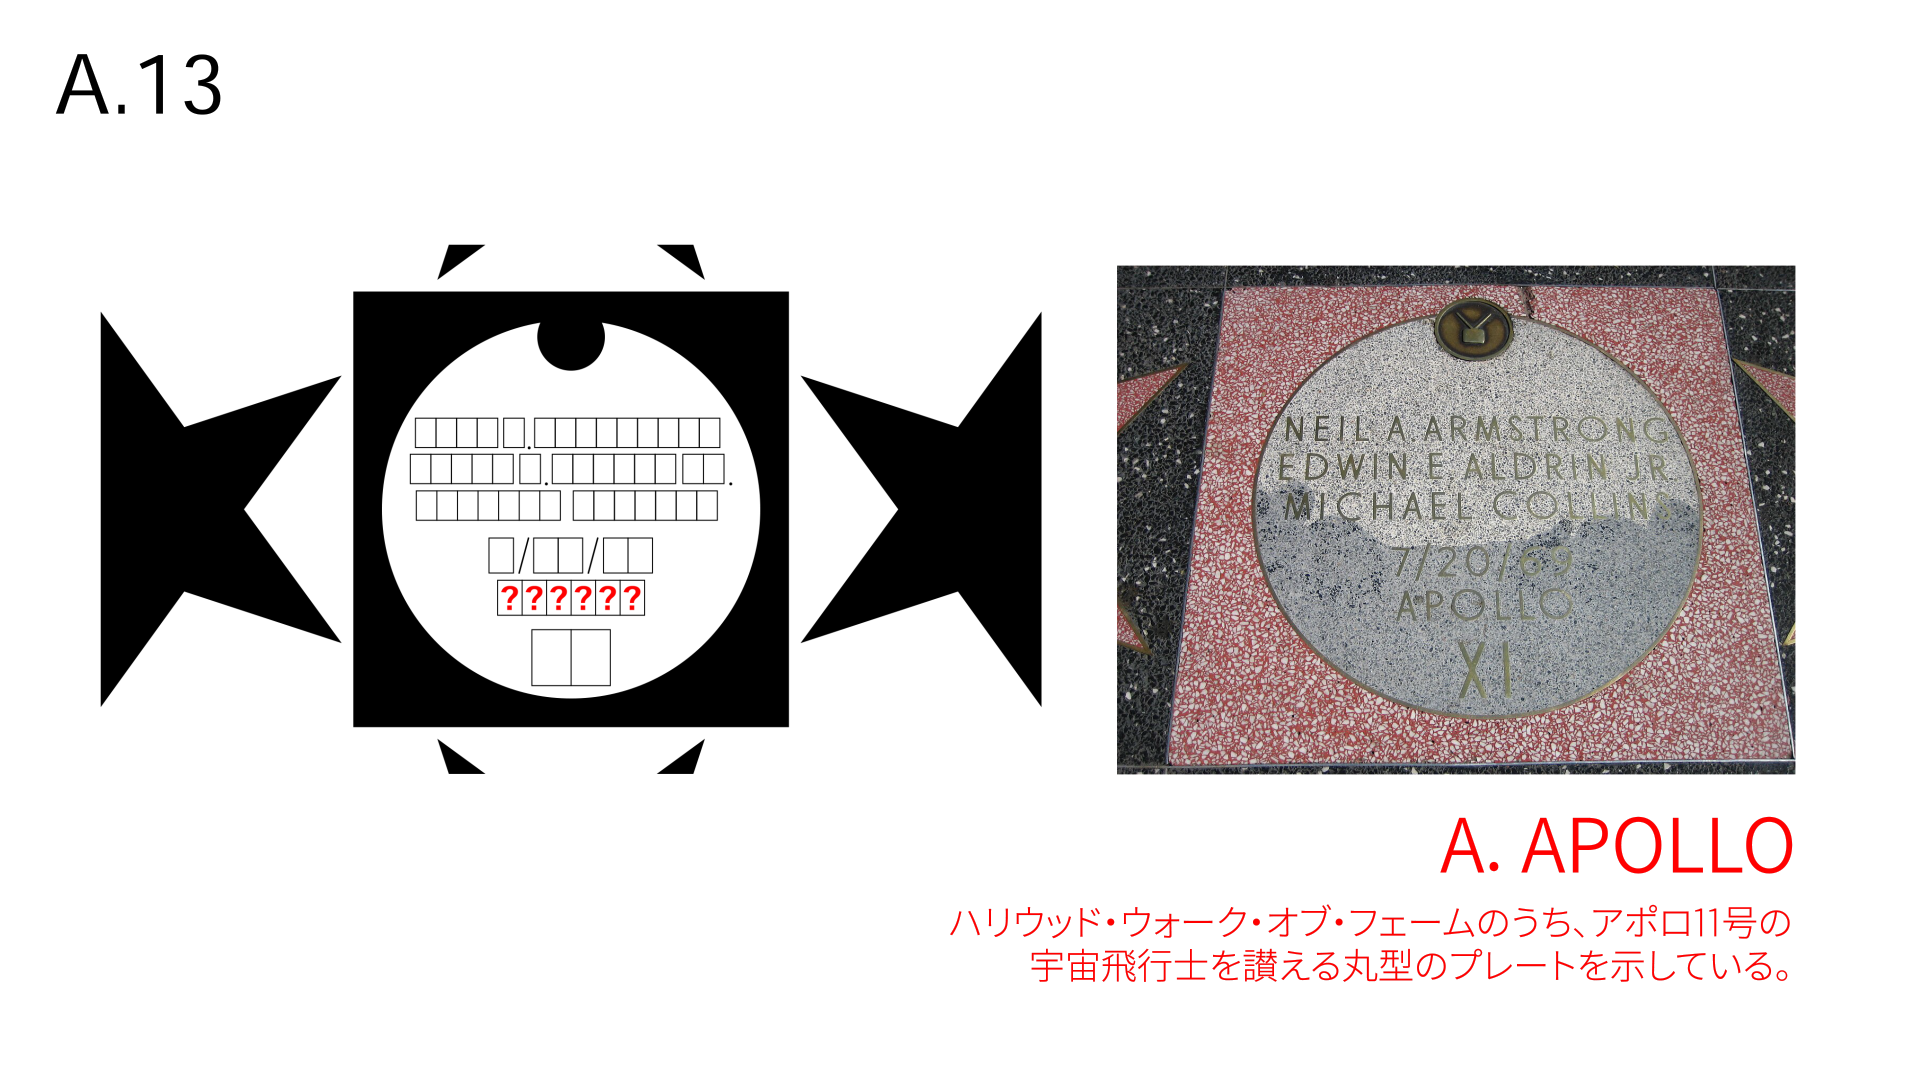 A.13
??????
NEIL A. ARMSTRONG
EDWIN E. ALDRIN JR.
MICHAEL COLLINS
7/20/69
APOLLO
XI
A. APOLLO
ハリウッド・ウォーク・オブ・フェームのうち、アポロ11号の
宇宙飛行士を讃える丸型のプレートを示している。